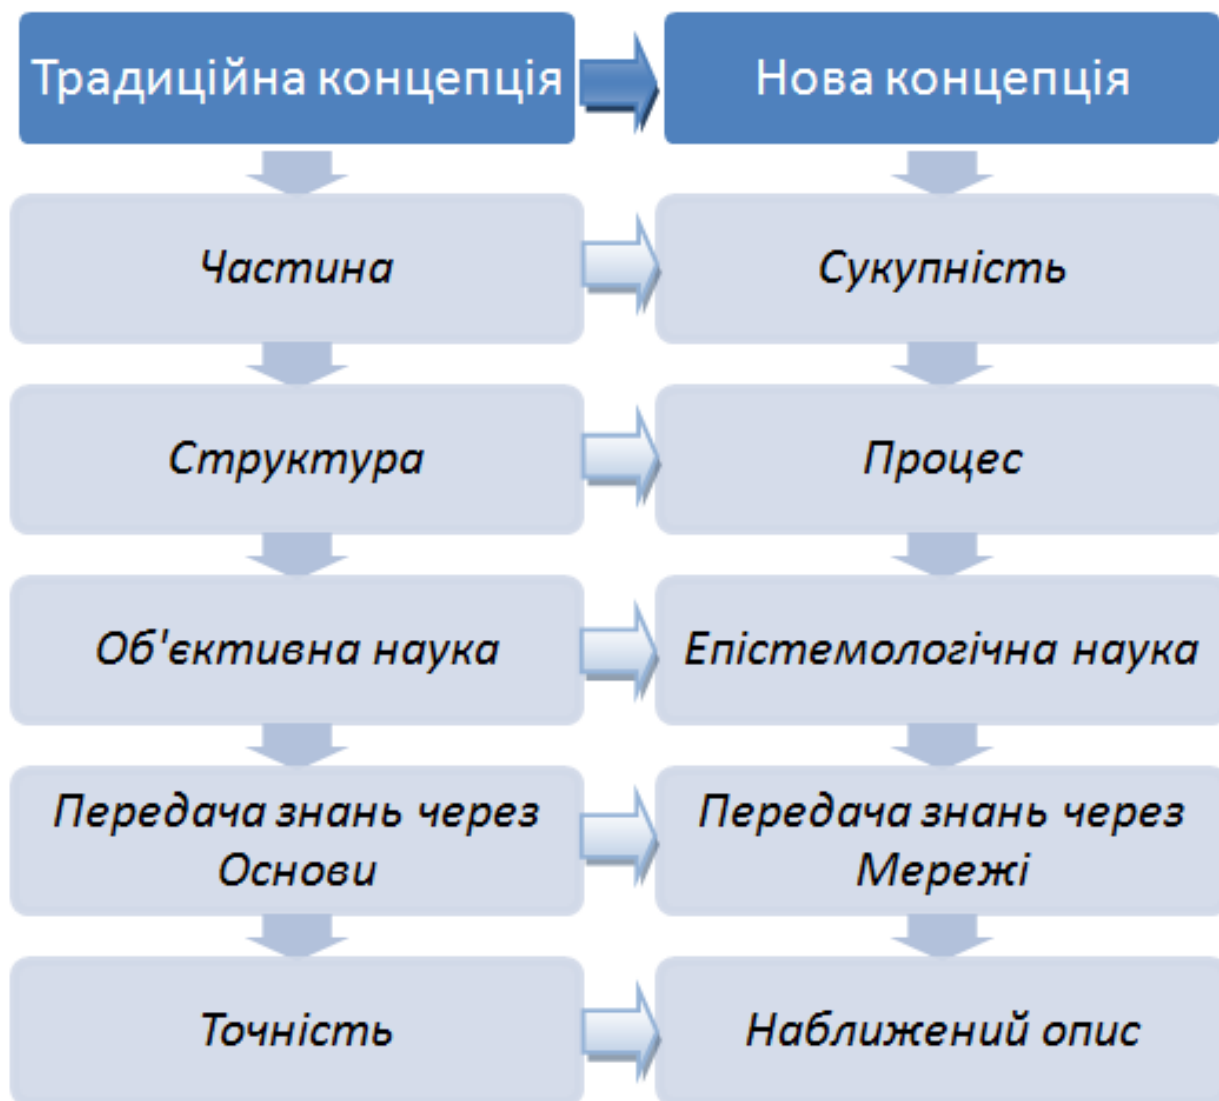 Традиційна концепція
Нова концепція
Частина
Сукупність
Структура
Процес
Об'єктивна наука
Епістемологічна наука
Передача знань через
Основи
Передача знань через
Мережі
Точність
Наближений опис